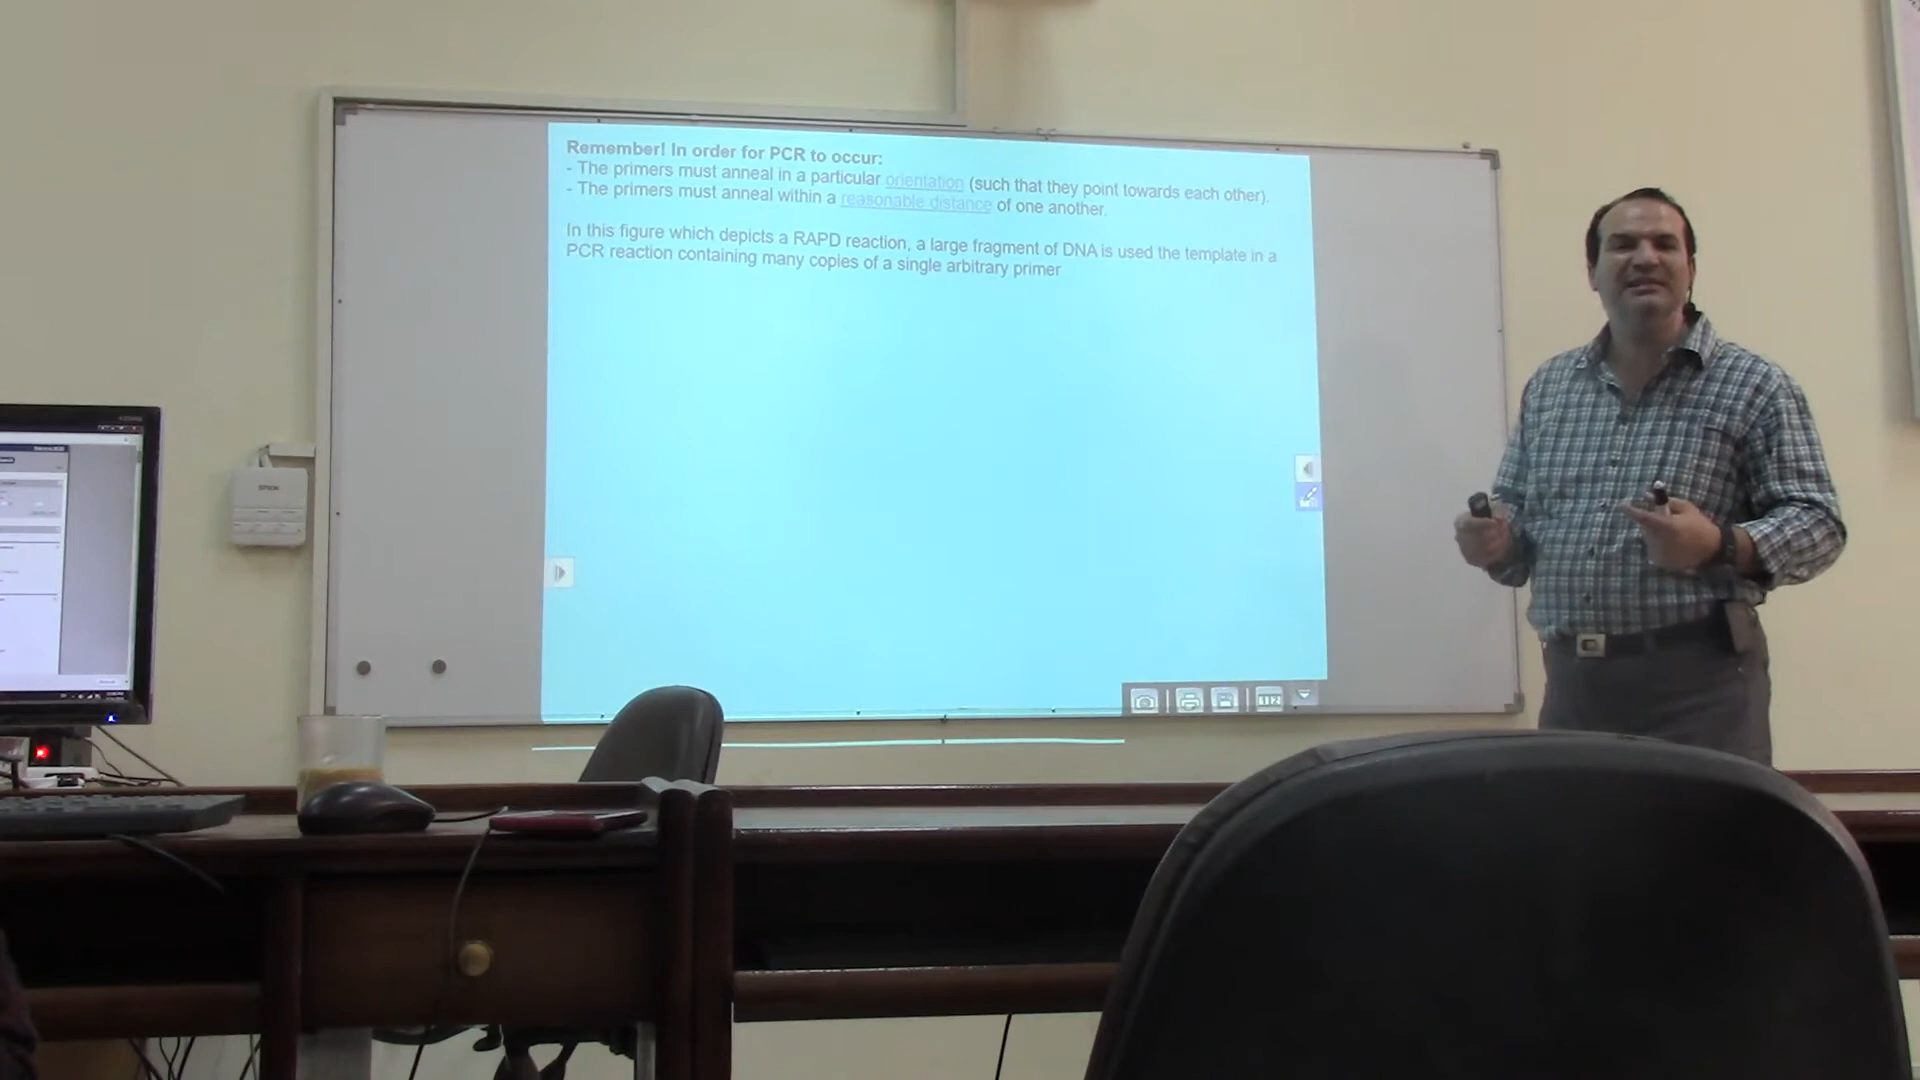 Remember! In order for PCR to occur:
- The primers must anneal in a particular orientation (such that they point towards each other).
- The primers must anneal within a reasonable distance of one another.
In this figure which depicts a RAPD reaction, a large fragment of DNA is used the template in a
PCR reaction containing many copies of a single arbitrary primer
EPSON